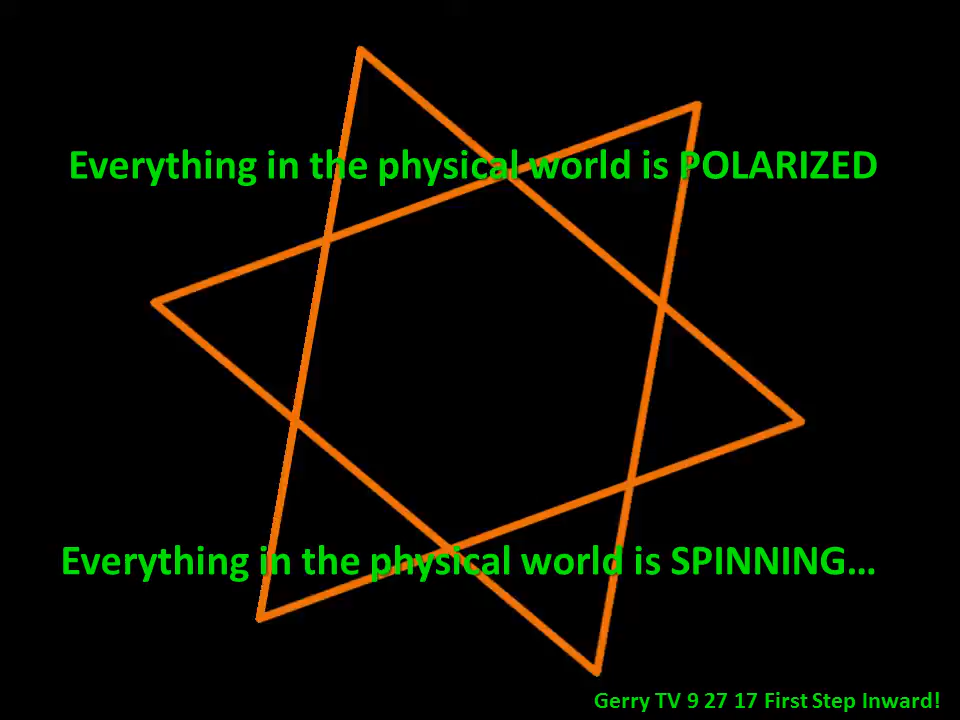 Everything in the physical world is POLARIZED
Everything in the physical world is SPINNING…
Gerry TV 9 27 17 First Step Inward!